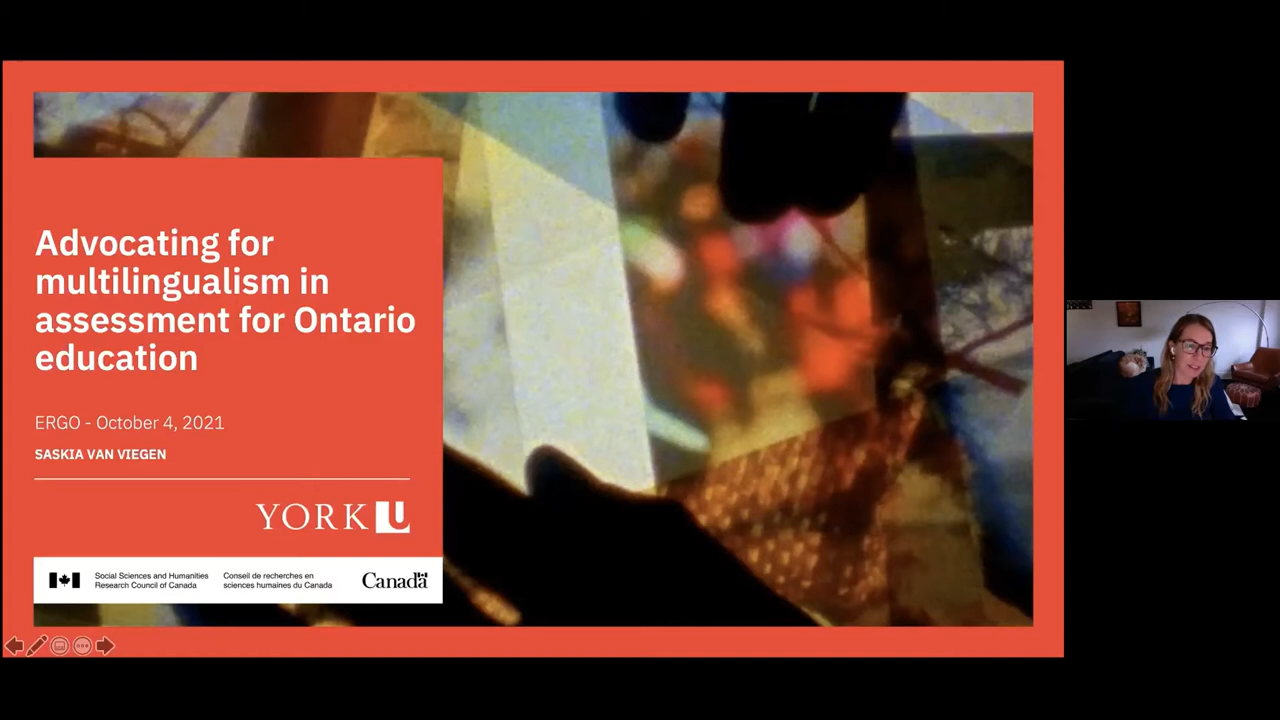 Advocating for
multilingualism in
assessment for Ontario
education
ERGO - October 4, 2021
SASKIA VAN VIEGEN
YORK U
Social Sciences and Humanities
Research Council of Canada
Conseil de recherches en
sciences humaines du Canada
Canada